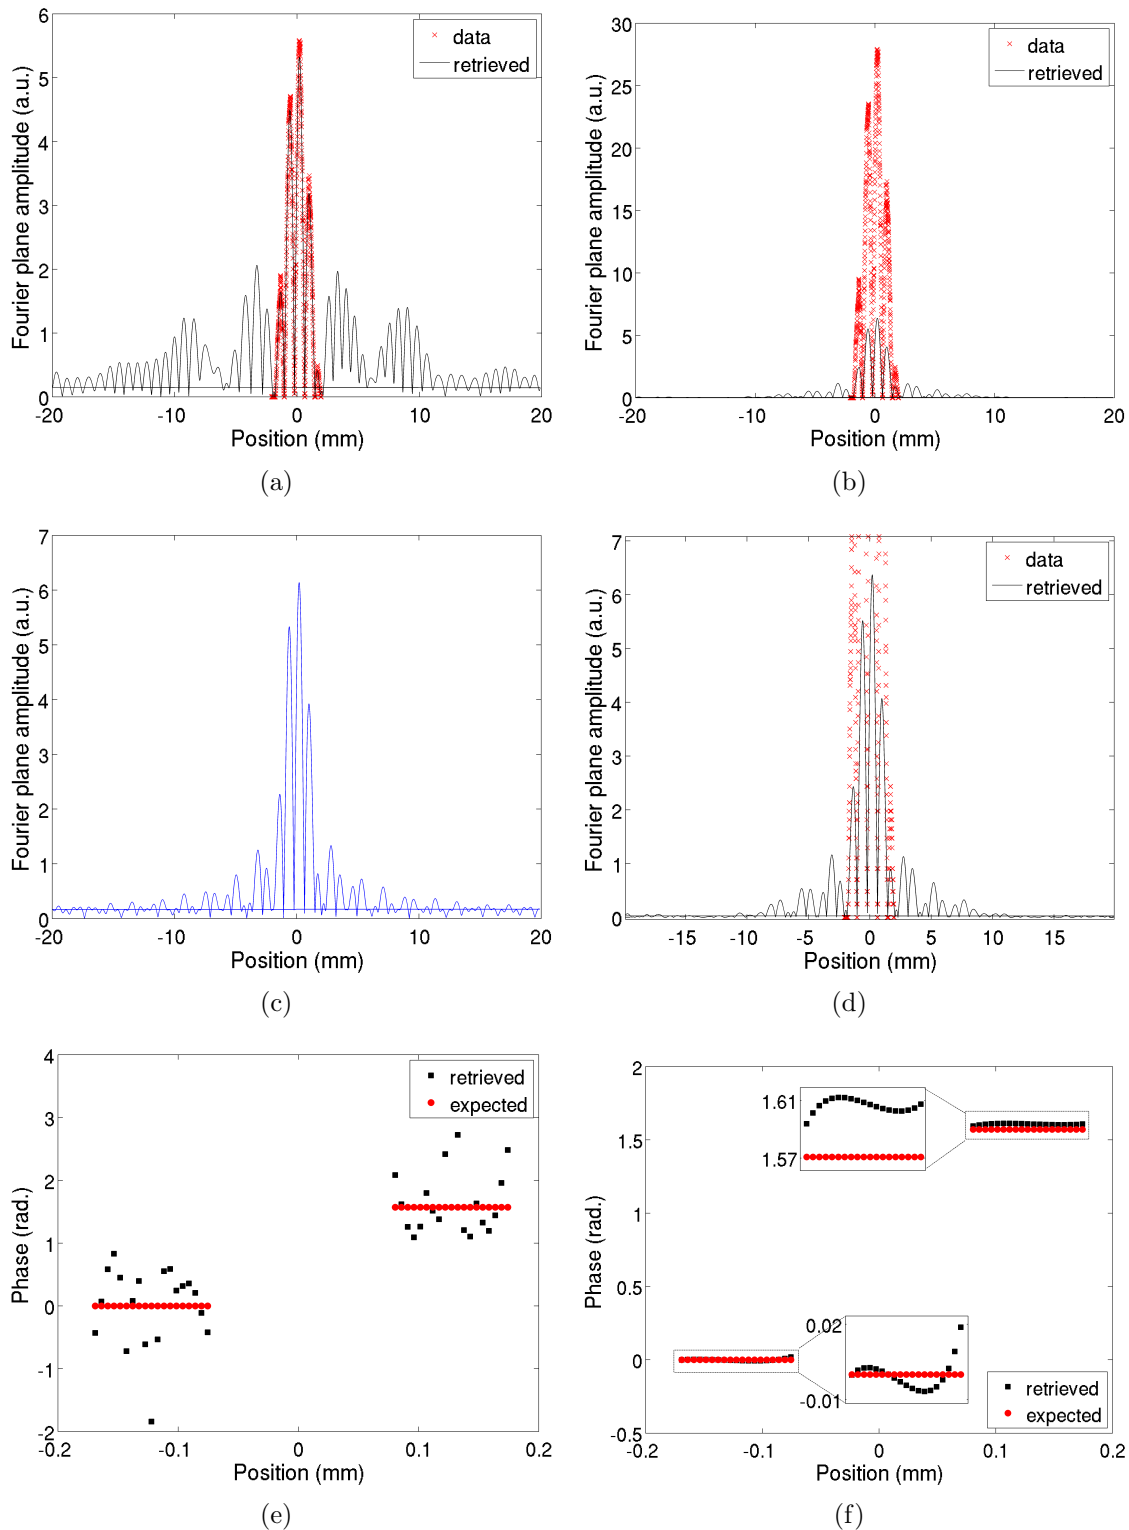 6
5
4
3
2
1
0
-20
-10
0
10
20
Fourier plane amplitude (a.u.)
Position (mm)
data
retrieved
(a)
30
25
20
15
10
5
0
-20
-10
0
10
20
Fourier plane amplitude (a.u.)
Position (mm)
data
retrieved
(b)
7
6
5
4
3
2
1
0
-20
-10
0
10
20
Fourier plane amplitude (a.u.)
Position (mm)
(c)
7
6
5
4
3
2
1
0
-15
-10
-5
0
5
10
15
Fourier plane amplitude (a.u.)
Position (mm)
data
retrieved
(d)
4
3
2
1
0
-1
-2
-0.2
-0.1
0
0.1
0.2
Phase (rad.)
Position (mm)
retrieved
expected
(e)
2
1.5
1
0.5
0
-0.5
-0.2
-0.1
0
0.1
0.2
Phase (rad.)
Position (mm)
1.61
1.57
0.02
-0.01
retrieved
expected
(f)